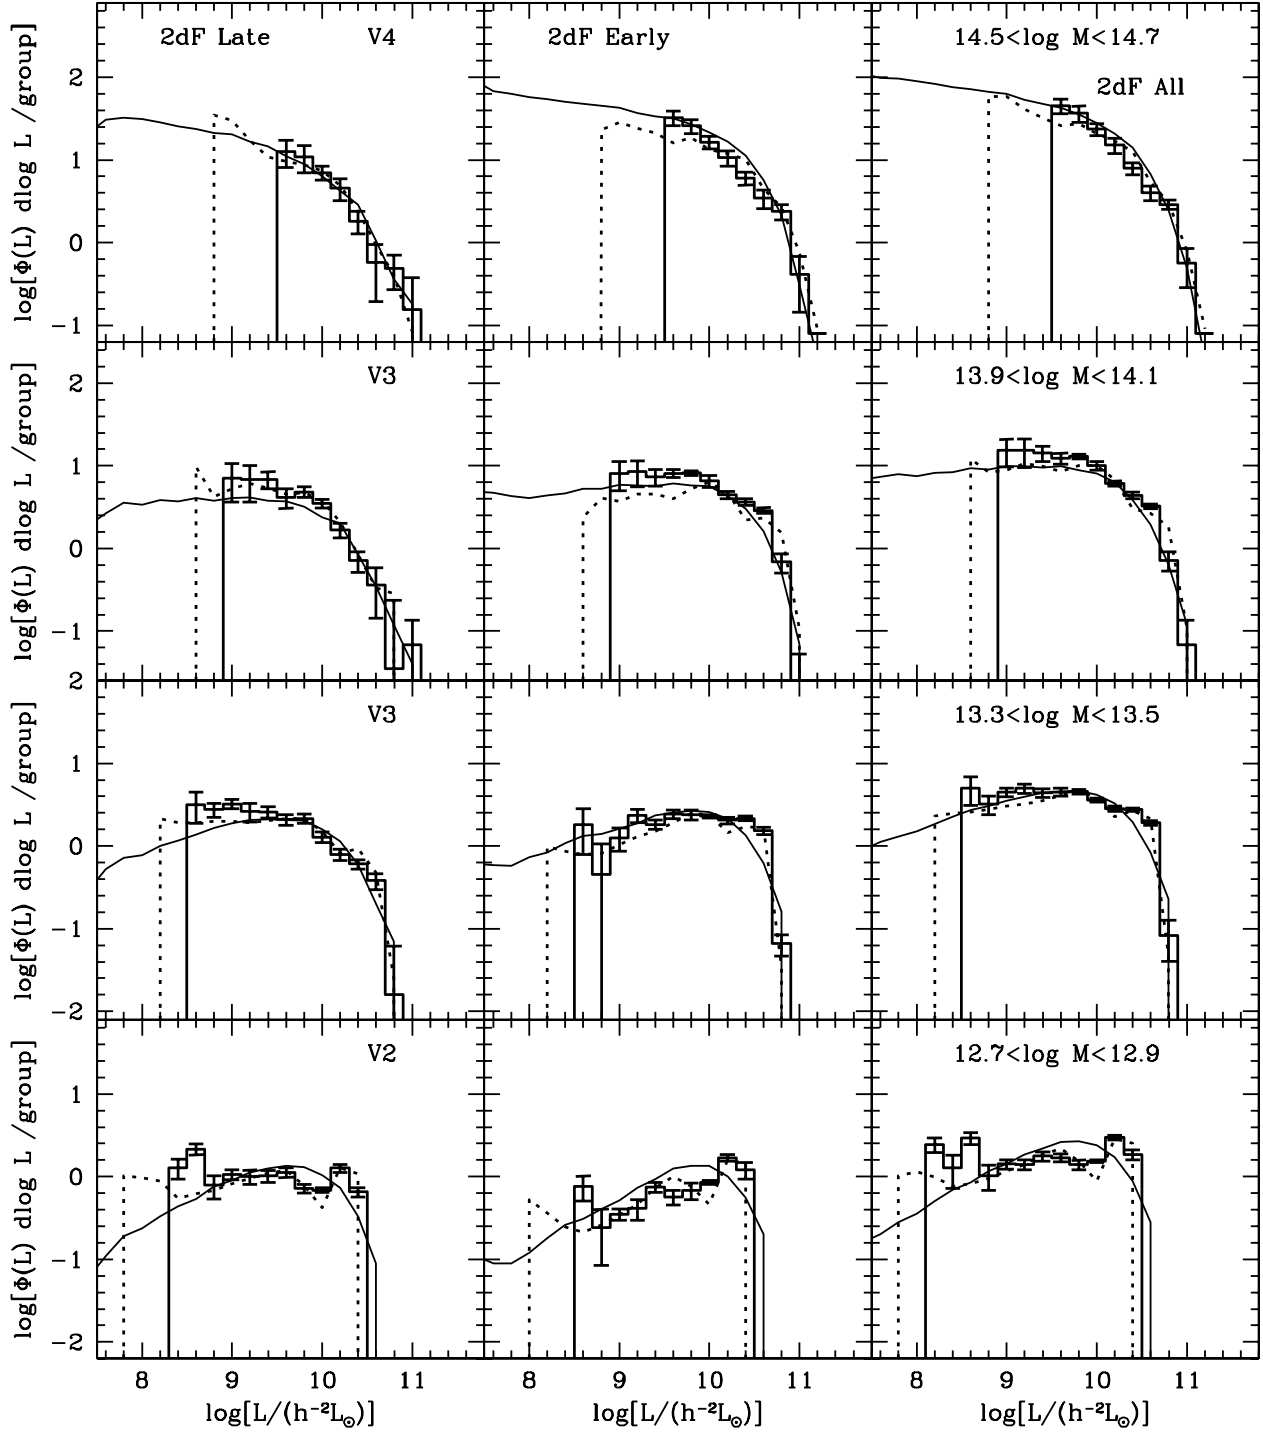 2dF Late V4 2dF Early 14.5<log M<14.7
2dF All
log[Φ(L) dlog L /group]
2
1
0
−1
V3 13.9<log M<14.1
log[Φ(L) dlog L /group]
2
1
0
−1
2
V3 13.3<log M<13.5
log[Φ(L) dlog L /group]
1
0
−1
−2
V2 12.7<log M<12.9
log[Φ(L) dlog L /group]
1
0
−1
−2
8 9 10 11 8 9 10 11 8 9 10 11
log[L/(h⁻²L☉)] log[L/(h⁻²L☉)] log[L/(h⁻²L☉)]